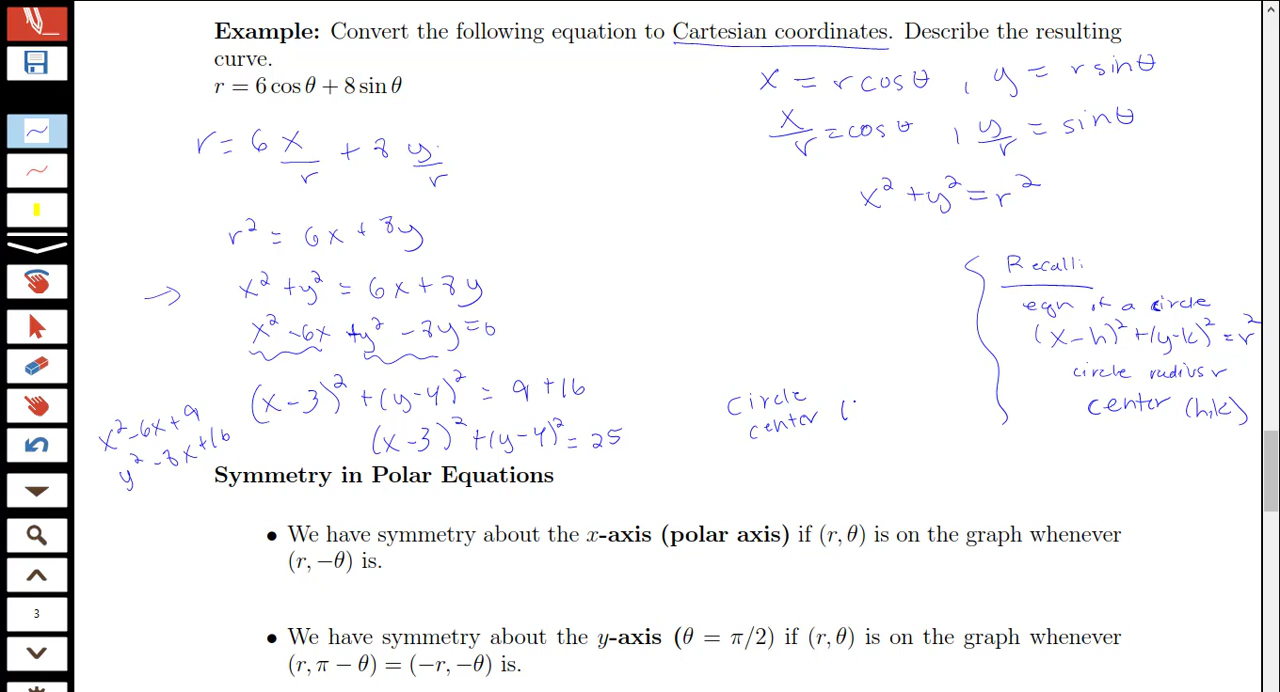 Example: Convert the following equation to Cartesian coordinates. Describe the resulting
curve.
r = 6 cos θ + 8 sin θ
x = r cos θ , y = r sin θ
x/r = cos θ , y/r = sin θ
x² + y² = r²
r = 6 x/r + 8 y/r
r² = 6x + 8y
→ x² + y² = 6x + 8y
x² - 6x + y² - 8y = 0
(x-3)² + (y-4)² = 9 + 16
x² - 6x + 9
y² - 8x + 16
(x-3)² + (y-4)² = 25
Recall:
eqn of a circle
(x-h)² + (y-k)² = r²
circle radius r
center (h,k)
Circle
center (
Symmetry in Polar Equations
• We have symmetry about the x-axis (polar axis) if (r, θ) is on the graph whenever
(r, −θ) is.
• We have symmetry about the y-axis (θ = π/2) if (r, θ) is on the graph whenever
(r, π − θ) = (−r, −θ) is.
3